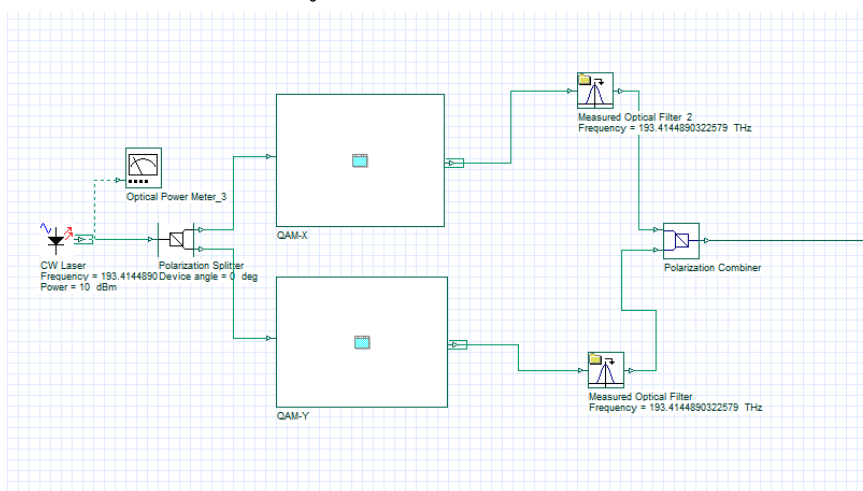 Measured Optical Filter_2
Frequency = 193.4144890322579 THz
Optical Power Meter_3
QAM-X
CW Laser
Frequency = 193.4144890
Power = 10 dBm
Polarization Splitter
Device angle = 0 deg
Polarization Combiner
Measured Optical Filter
Frequency = 193.4144890322579 THz
QAM-Y